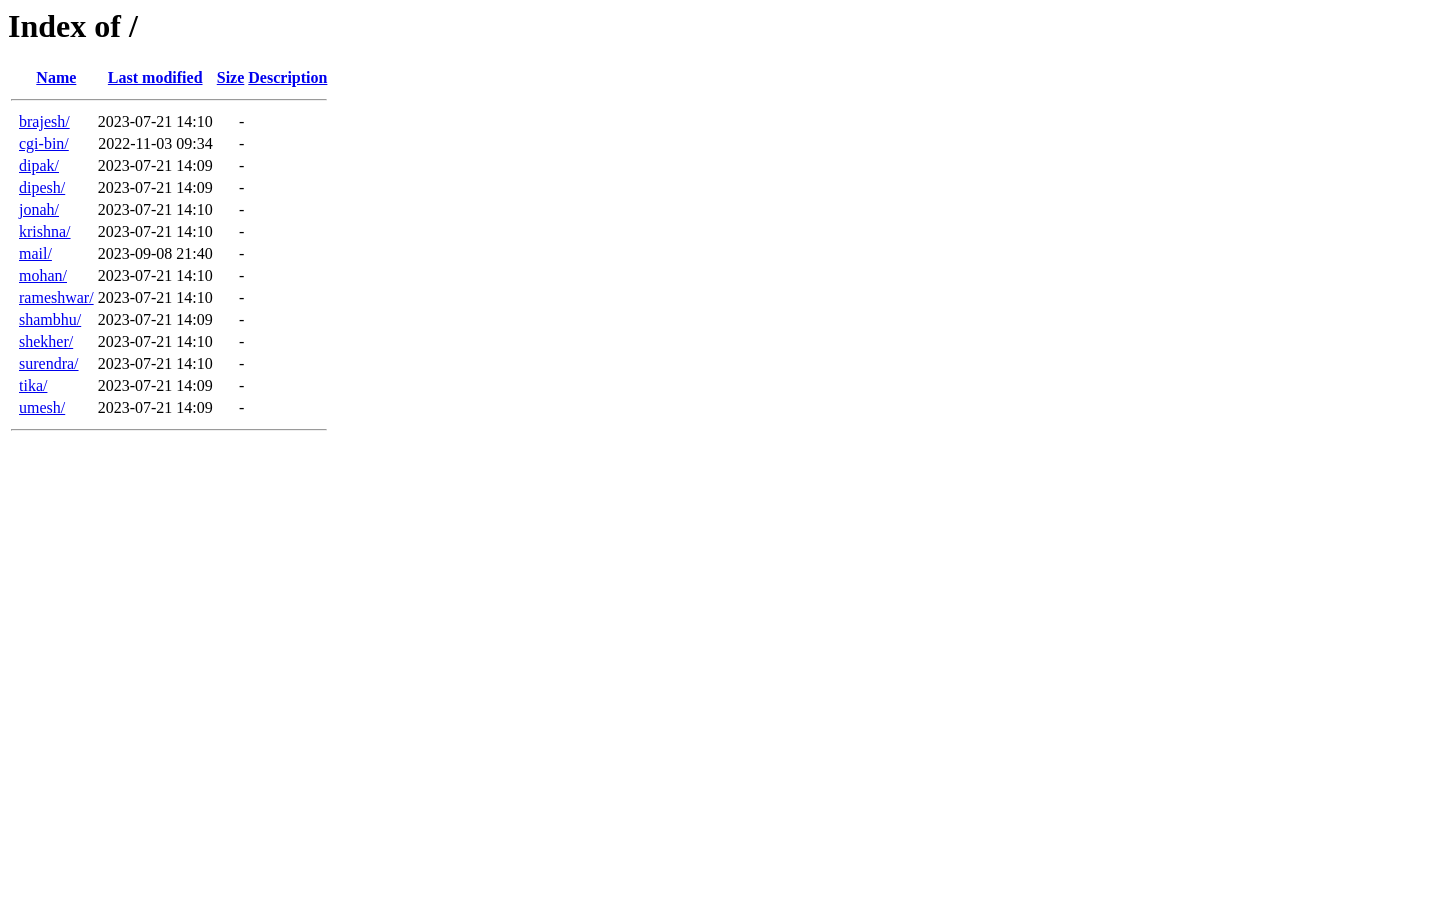 Index of /
Name Last modified Size Description
brajesh/ 2023-07-21 14:10 -
cgi-bin/ 2022-11-03 09:34 -
dipak/ 2023-07-21 14:09 -
dipesh/ 2023-07-21 14:09 -
jonah/ 2023-07-21 14:10 -
krishna/ 2023-07-21 14:10 -
mail/ 2023-09-08 21:40 -
mohan/ 2023-07-21 14:10 -
rameshwar/ 2023-07-21 14:10 -
shambhu/ 2023-07-21 14:09 -
shekher/ 2023-07-21 14:10 -
surendra/ 2023-07-21 14:10 -
tika/ 2023-07-21 14:09 -
umesh/ 2023-07-21 14:09 -